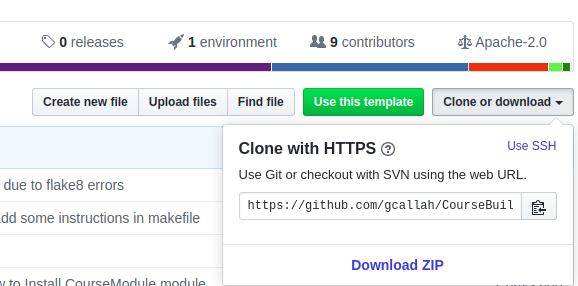 0 releases 1 environment 9 contributors Apache-2.0
Create new file Upload files Find file Use this template Clone or download
Clone with HTTPS Use SSH
due to flake8 errors
Use Git or checkout with SVN using the web URL.
add some instructions in makefile
https://github.com/gcallah/CourseBuil
Download ZIP
to Install CourseModule module